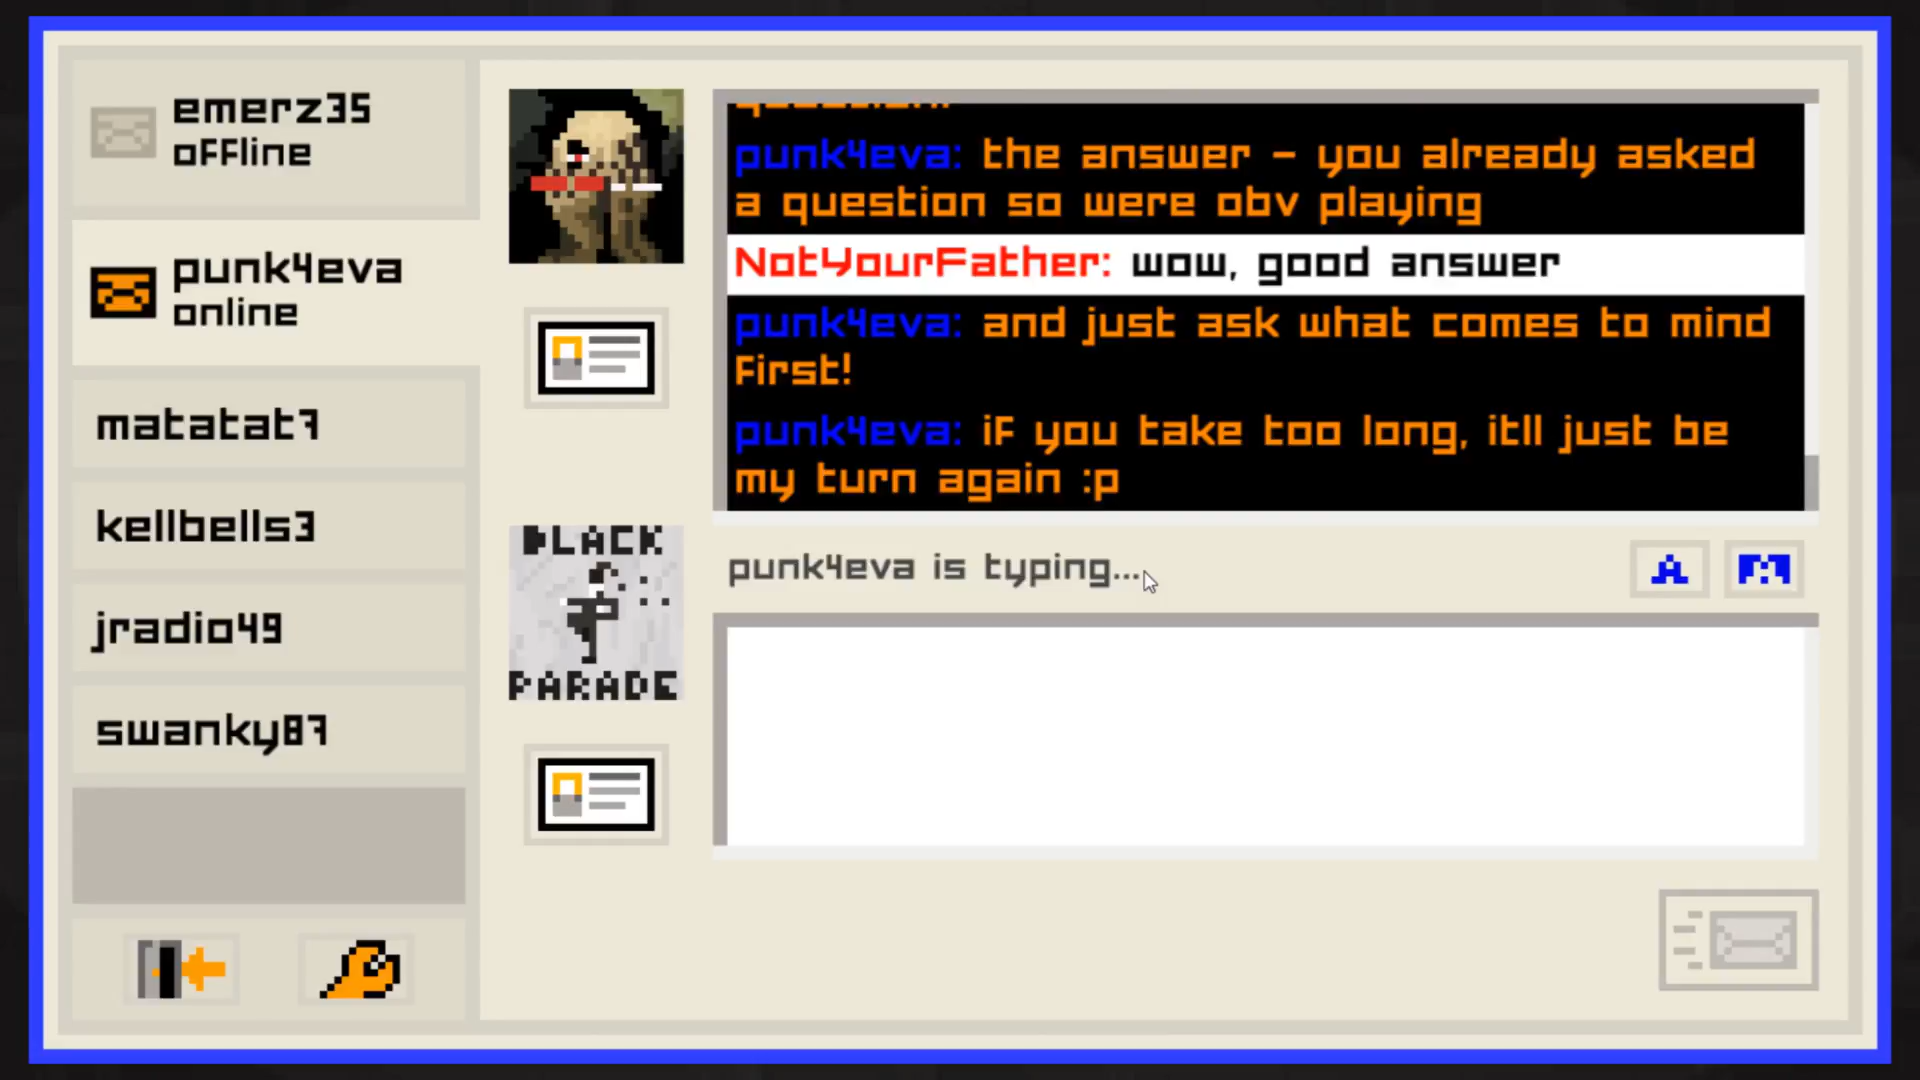 emerz35
offline
punk4eva
online
matatat7
kellbells3
jradio49
swanky87
question!
punk4eva: the answer - you already asked
a question so were obv playing
NotYourFather: wow, good answer
punk4eva: and just ask what comes to mind
first!
punk4eva: if you take too long, itll just be
my turn again :p
BLACK
PARADE
punk4eva is typing...
A